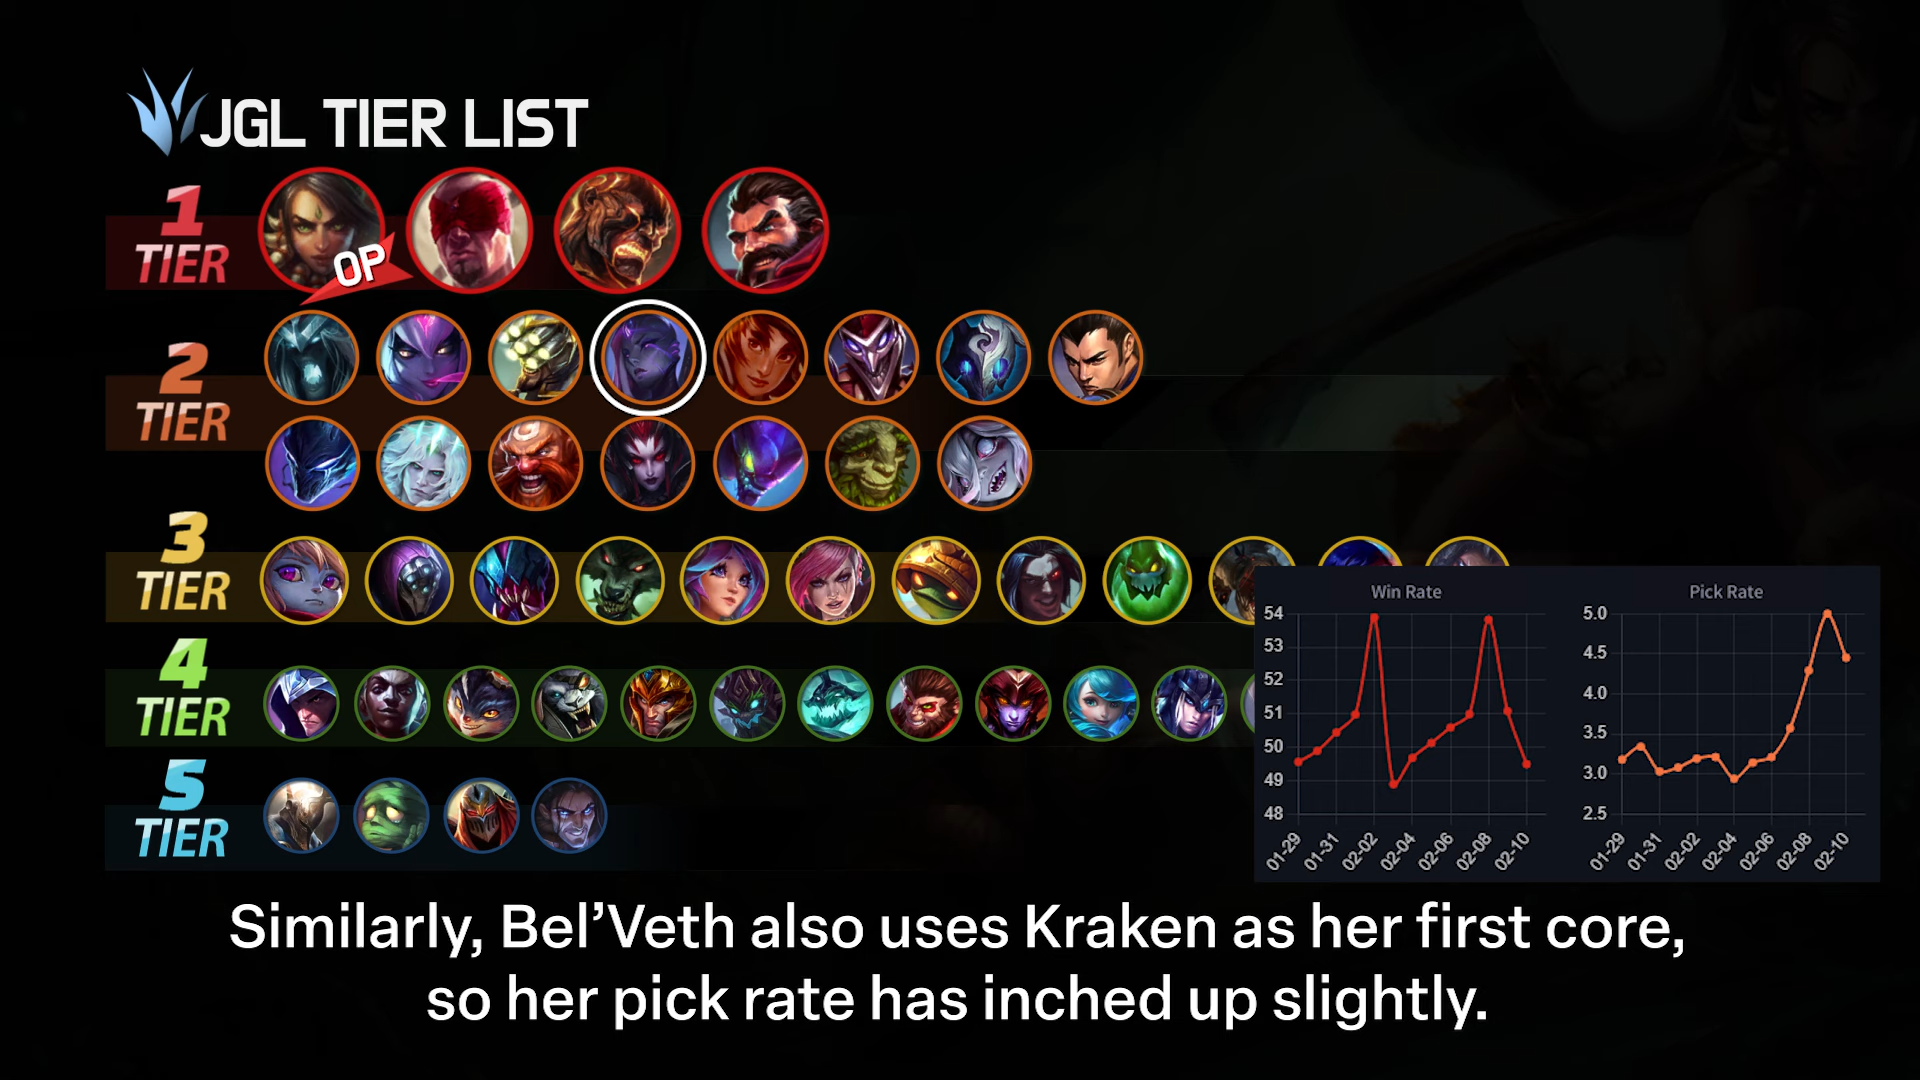 JGL TIER LIST
1
TIER
OP
2
TIER
3
TIER
4
TIER
5
TIER
Win Rate
54
53
52
51
50
49
48
01-29
01-31
02-02
02-04
02-06
02-08
02-10
Pick Rate
5.0
4.5
4.0
3.5
3.0
2.5
01-29
01-31
02-02
02-04
02-06
02-08
02-10
Similarly, Bel’Veth also uses Kraken as her first core,
so her pick rate has inched up slightly.